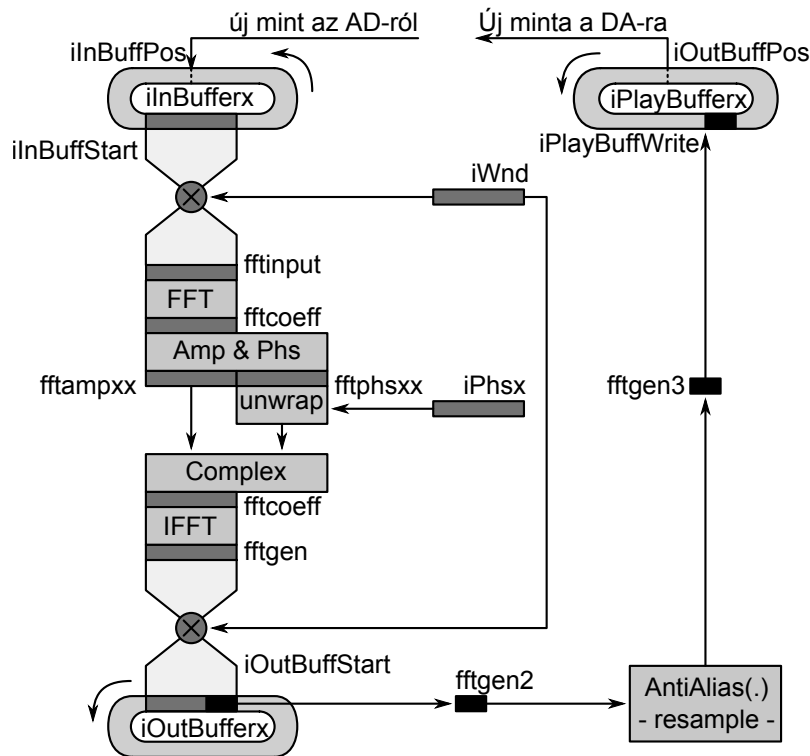 új mint az AD-ról
Új minta a DA-ra
iInBuffPos
iOutBuffPos
iInBufferx
iPlayBufferx
iInBuffStart
iPlayBuffWrite
iWnd
fftinput
FFT
fftcoeff
Amp & Phs
fftampxx
fftphsxx
iPhsx
fftgen3
unwrap
Complex
fftcoeff
IFFT
fftgen
iOutBuffStart
fftgen2
AntiAlias(.)
- resample -
iOutBufferx